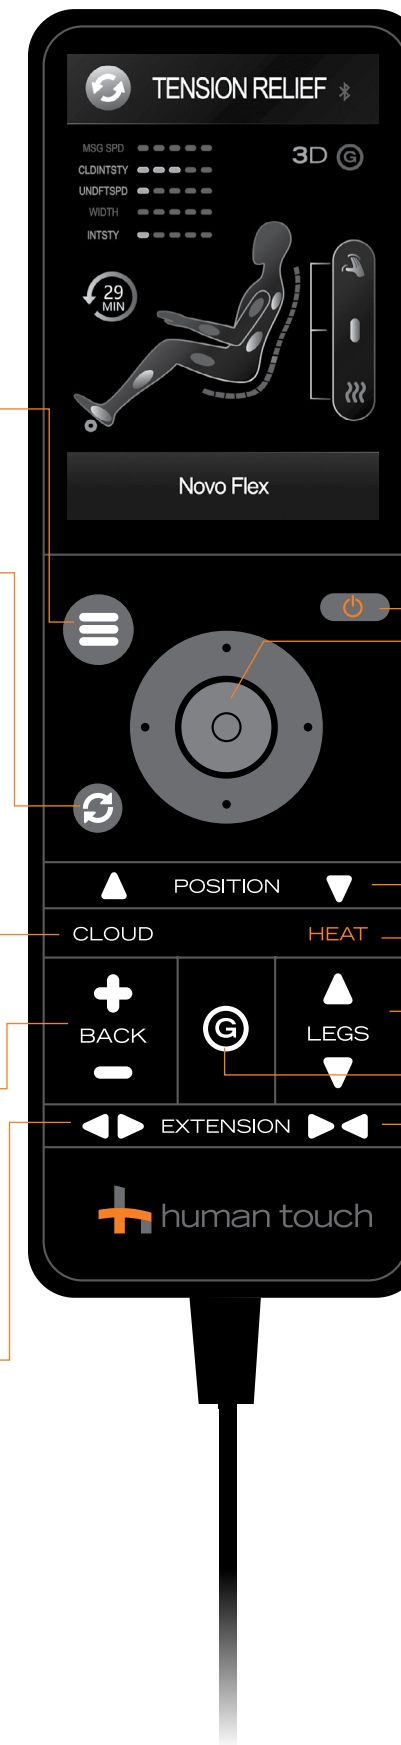 TENSION RELIEF
MSG SPD
3D G
CLDINTSTY
UNDFTSPD
WIDTH
INTSTY
29
MIN
Novo Flex
POSITION
CLOUD HEAT
BACK G LEGS
EXTENSION
human touch